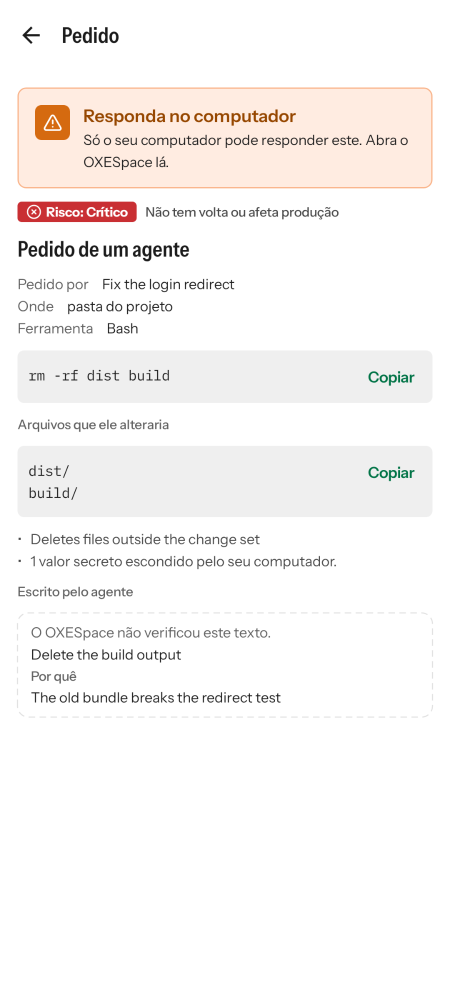 Pedido
Responda no computador
Só o seu computador pode responder este. Abra o
OXESpace lá.
Risco: Crítico Não tem volta ou afeta produção
Pedido de um agente
Pedido por Fix the login redirect
Onde pasta do projeto
Ferramenta Bash
rm -rf dist build Copiar
Arquivos que ele alteraria
dist/ Copiar
build/
• Deletes files outside the change set
• 1 valor secreto escondido pelo seu computador.
Escrito pelo agente
O OXESpace não verificou este texto.
Delete the build output
Por quê
The old bundle breaks the redirect test